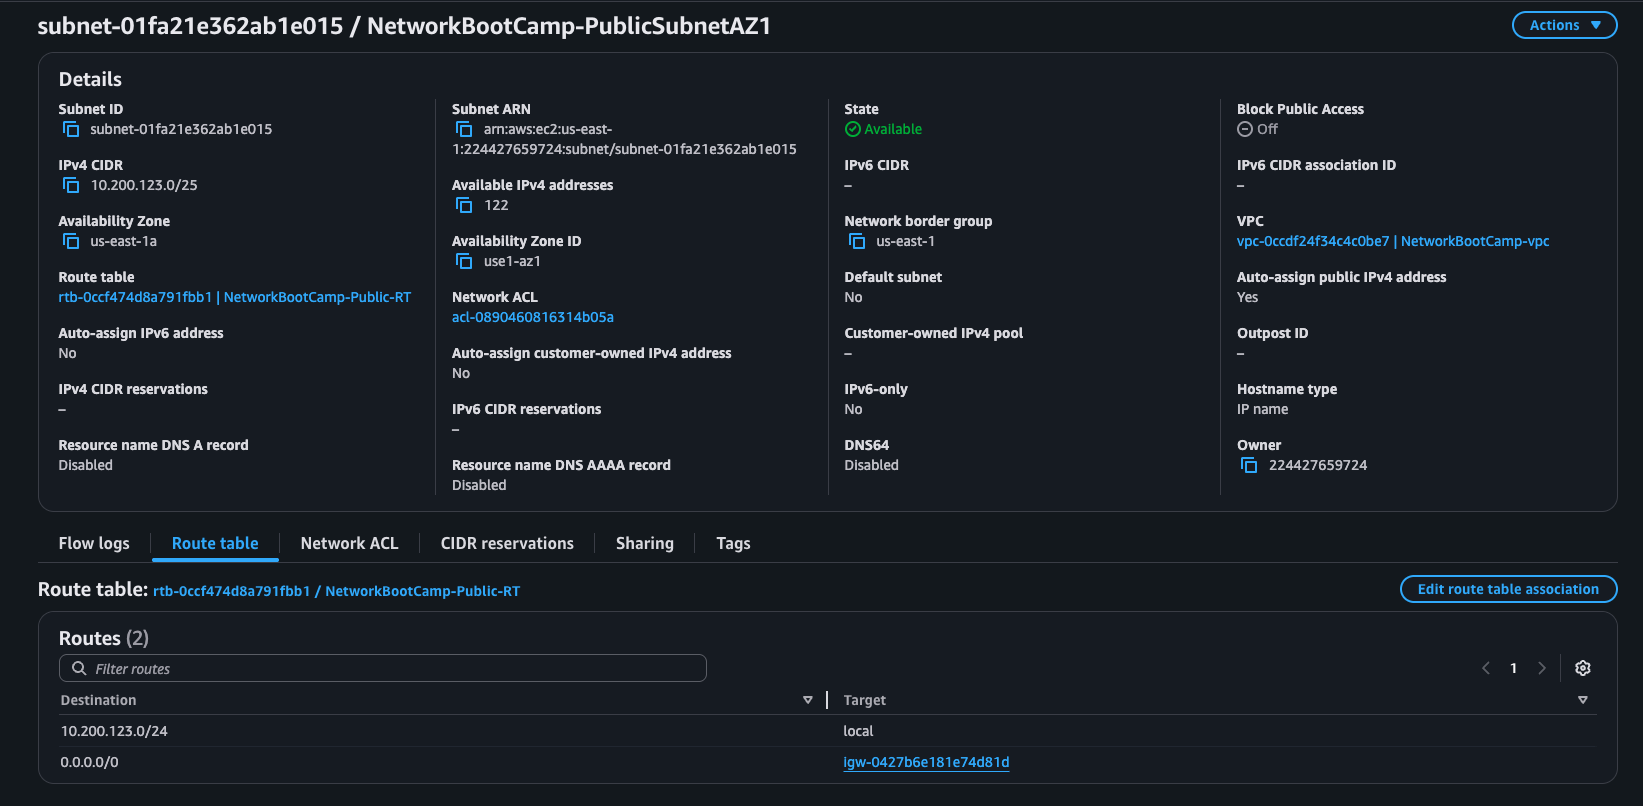 subnet-01fa21e362ab1e015 / NetworkBootCamp-PublicSubnetAZ1
Actions
Details
Subnet ID
subnet-01fa21e362ab1e015
IPv4 CIDR
10.200.123.0/25
Availability Zone
us-east-1a
Route table
rtb-0ccf474d8a791fbb1 | NetworkBootCamp-Public-RT
Auto-assign IPv6 address
No
IPv4 CIDR reservations
–
Resource name DNS A record
Disabled
Subnet ARN
arn:aws:ec2:us-east-
1:224427659724:subnet/subnet-01fa21e362ab1e015
Available IPv4 addresses
122
Availability Zone ID
use1-az1
Network ACL
acl-0890460816314b05a
Auto-assign customer-owned IPv4 address
No
IPv6 CIDR reservations
–
Resource name DNS AAAA record
Disabled
State
Available
IPv6 CIDR
–
Network border group
us-east-1
Default subnet
No
Customer-owned IPv4 pool
–
IPv6-only
No
DNS64
Disabled
Block Public Access
Off
IPv6 CIDR association ID
–
VPC
vpc-0ccdf24f34c4c0be7 | NetworkBootCamp-vpc
Auto-assign public IPv4 address
Yes
Outpost ID
–
Hostname type
IP name
Owner
224427659724
Flow logs Route table Network ACL CIDR reservations Sharing Tags
Route table: rtb-0ccf474d8a791fbb1 / NetworkBootCamp-Public-RT
Edit route table association
Routes (2)
Filter routes
1
Destination Target
10.200.123.0/24 local
0.0.0.0/0 igw-0427b6e181e74d81d